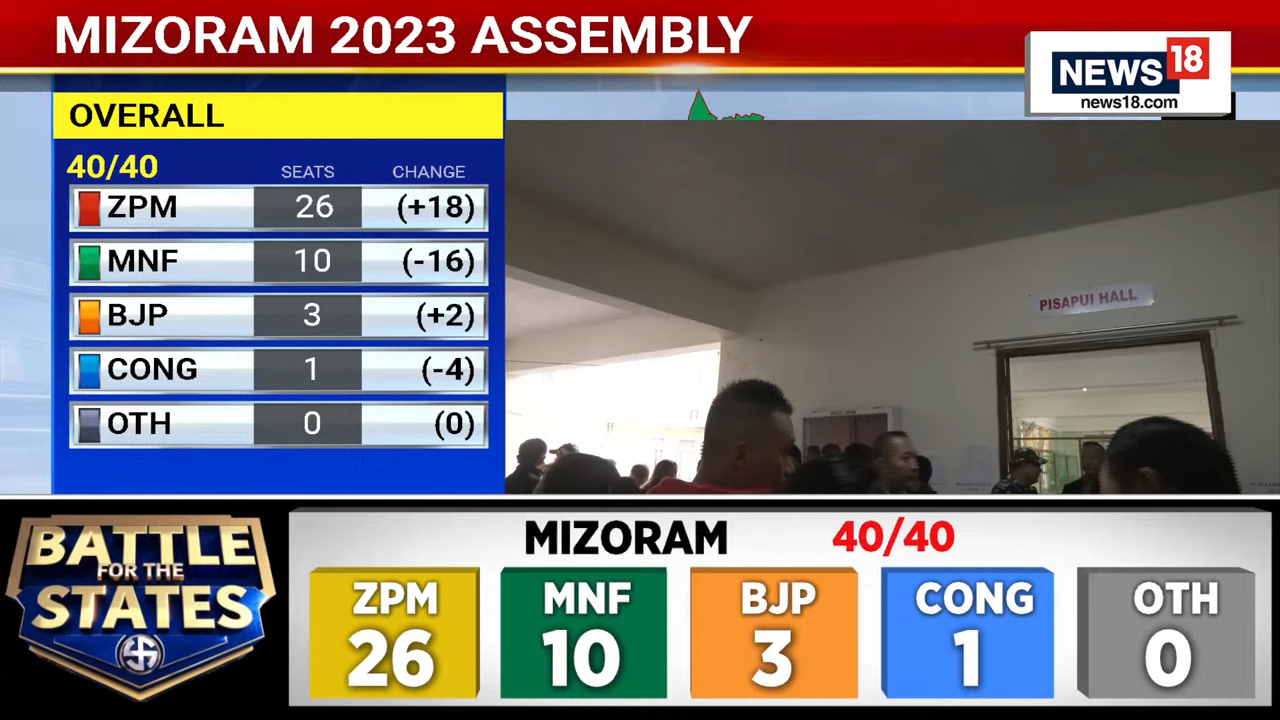 MIZORAM 2023 ASSEMBLY
NEWS 18
news18.com
OVERALL
40/40 SEATS CHANGE
ZPM 26 (+18)
MNF 10 (-16)
BJP 3 (+2)
CONG 1 (-4)
OTH 0 (0)
PISAPUI HALL
BATTLE
FOR THE
STATES
MIZORAM 40/40
ZPM MNF BJP CONG OTH
26 10 3 1 0